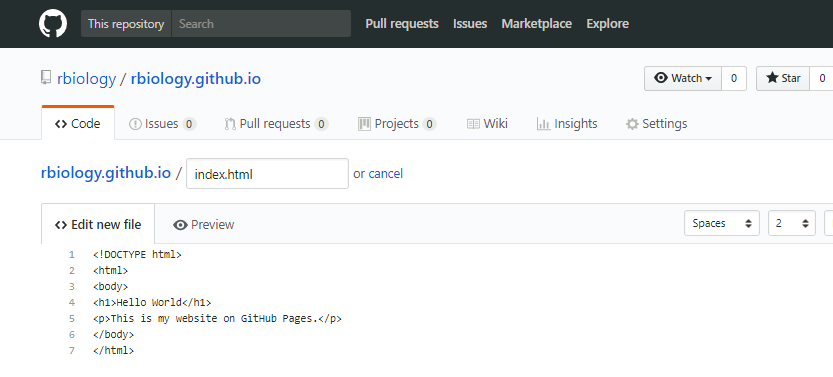 This repository Search Pull requests Issues Marketplace Explore
rbiology / rbiology.github.io Watch 0 Star 0
<> Code Issues 0 Pull requests 0 Projects 0 Wiki Insights Settings
rbiology.github.io / index.html or cancel
<> Edit new file Preview Spaces 2
1 <!DOCTYPE html>
2 <html>
3 <body>
4 <h1>Hello World</h1>
5 <p>This is my website on GitHub Pages.</p>
6 </body>
7 </html>